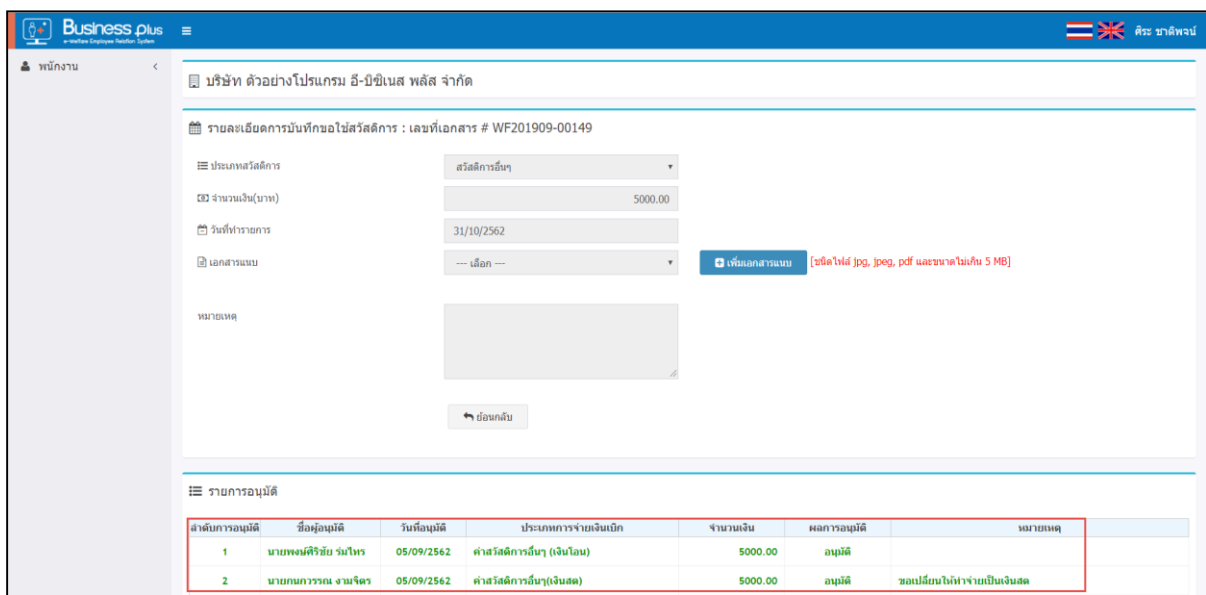 Business plus
e-Welfare Employee Relation System
ศิระ ชาติพจน์
พนักงาน
บริษัท ตัวอย่างโปรแกรม อี-บิซิเนส พลัส จำกัด
รายละเอียดการบันทึกขอใช้สวัสดิการ : เลขที่เอกสาร # WF201909-00149
ประเภทสวัสดิการ สวัสดิการอื่นๆ
จำนวนเงิน(บาท) 5000.00
วันที่ทำรายการ 31/10/2562
เอกสารแนบ --- เลือก --- เพิ่มเอกสารแนบ [ชนิดไฟล์ jpg, jpeg, pdf และขนาดไม่เกิน 5 MB]
หมายเหตุ
ย้อนกลับ
รายการอนุมัติ
ลำดับการอนุมัติ ชื่อผู้อนุมัติ วันที่อนุมัติ ประเภทการจ่ายเงินเบิก จำนวนเงิน ผลการอนุมัติ หมายเหตุ
1 นายพงษ์ศิริชัย ร่มไทร 05/09/2562 ค่าสวัสดิการอื่นๆ (เงินโอน) 5000.00 อนุมัติ
2 นายกนกวรรณ งามจิตร 05/09/2562 ค่าสวัสดิการอื่นๆ(เงินสด) 5000.00 อนุมัติ ขอเปลี่ยนให้ทำจ่ายเป็นเงินสด